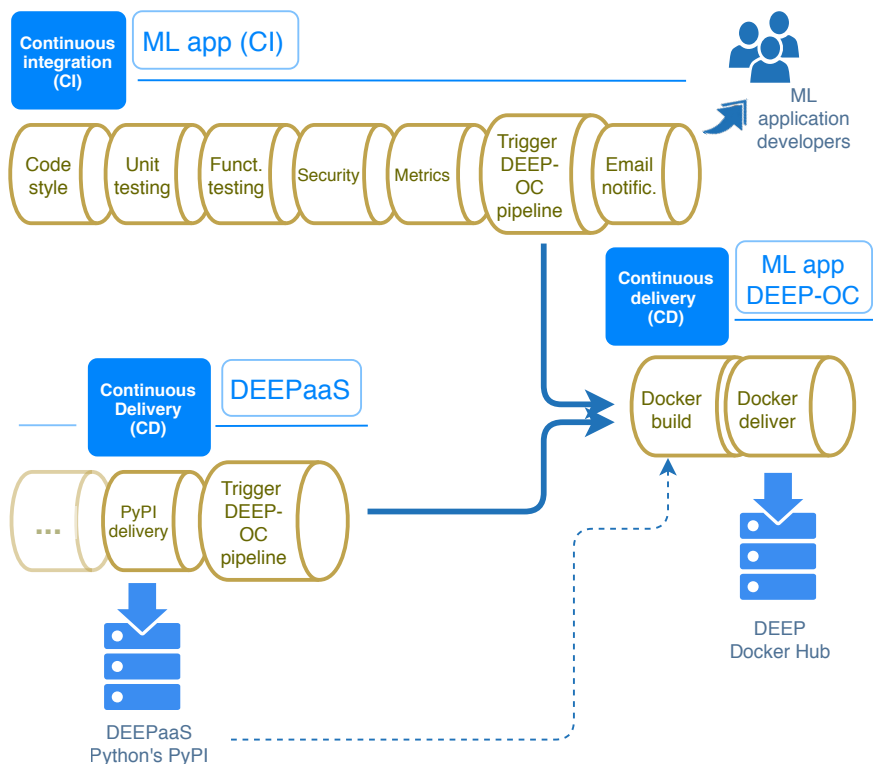 Continuous
integration
(CI)
ML app (CI)
ML
application
developers
Code
style
Unit
testing
Funct.
testing
Security
Metrics
Trigger
DEEP-
OC
pipeline
Email
notific.
Continuous
delivery
(CD)
ML app
DEEP-OC
Continuous
Delivery
(CD)
DEEPaaS
Docker
build
Docker
deliver
...
PyPI
delivery
Trigger
DEEP-
OC
pipeline
DEEP
Docker Hub
DEEPaaS
Python's PyPI